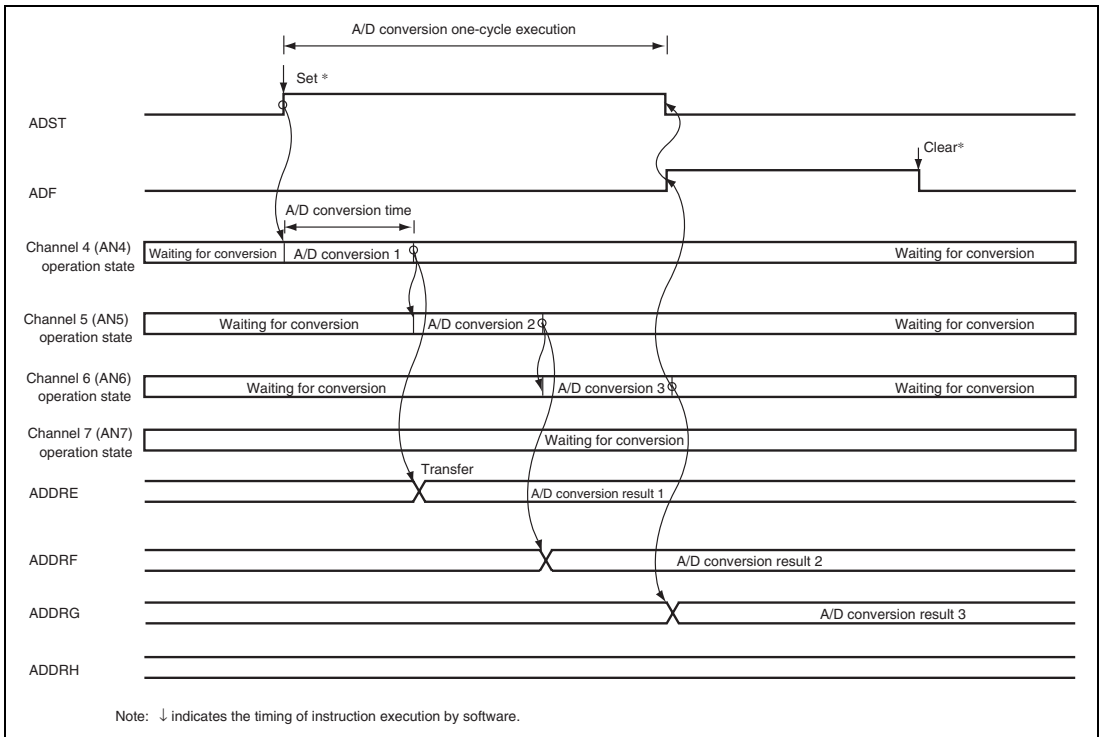 A/D conversion one-cycle execution
Set *
ADST
Clear*
ADF
A/D conversion time
Channel 4 (AN4)
operation state
Waiting for conversion
A/D conversion 1
Waiting for conversion
Channel 5 (AN5)
operation state
Waiting for conversion
A/D conversion 2
Waiting for conversion
Channel 6 (AN6)
operation state
Waiting for conversion
A/D conversion 3
Waiting for conversion
Channel 7 (AN7)
operation state
Waiting for conversion
Transfer
ADDRE
A/D conversion result 1
ADDRF
A/D conversion result 2
ADDRG
A/D conversion result 3
ADDRH
Note: ↓ indicates the timing of instruction execution by software.